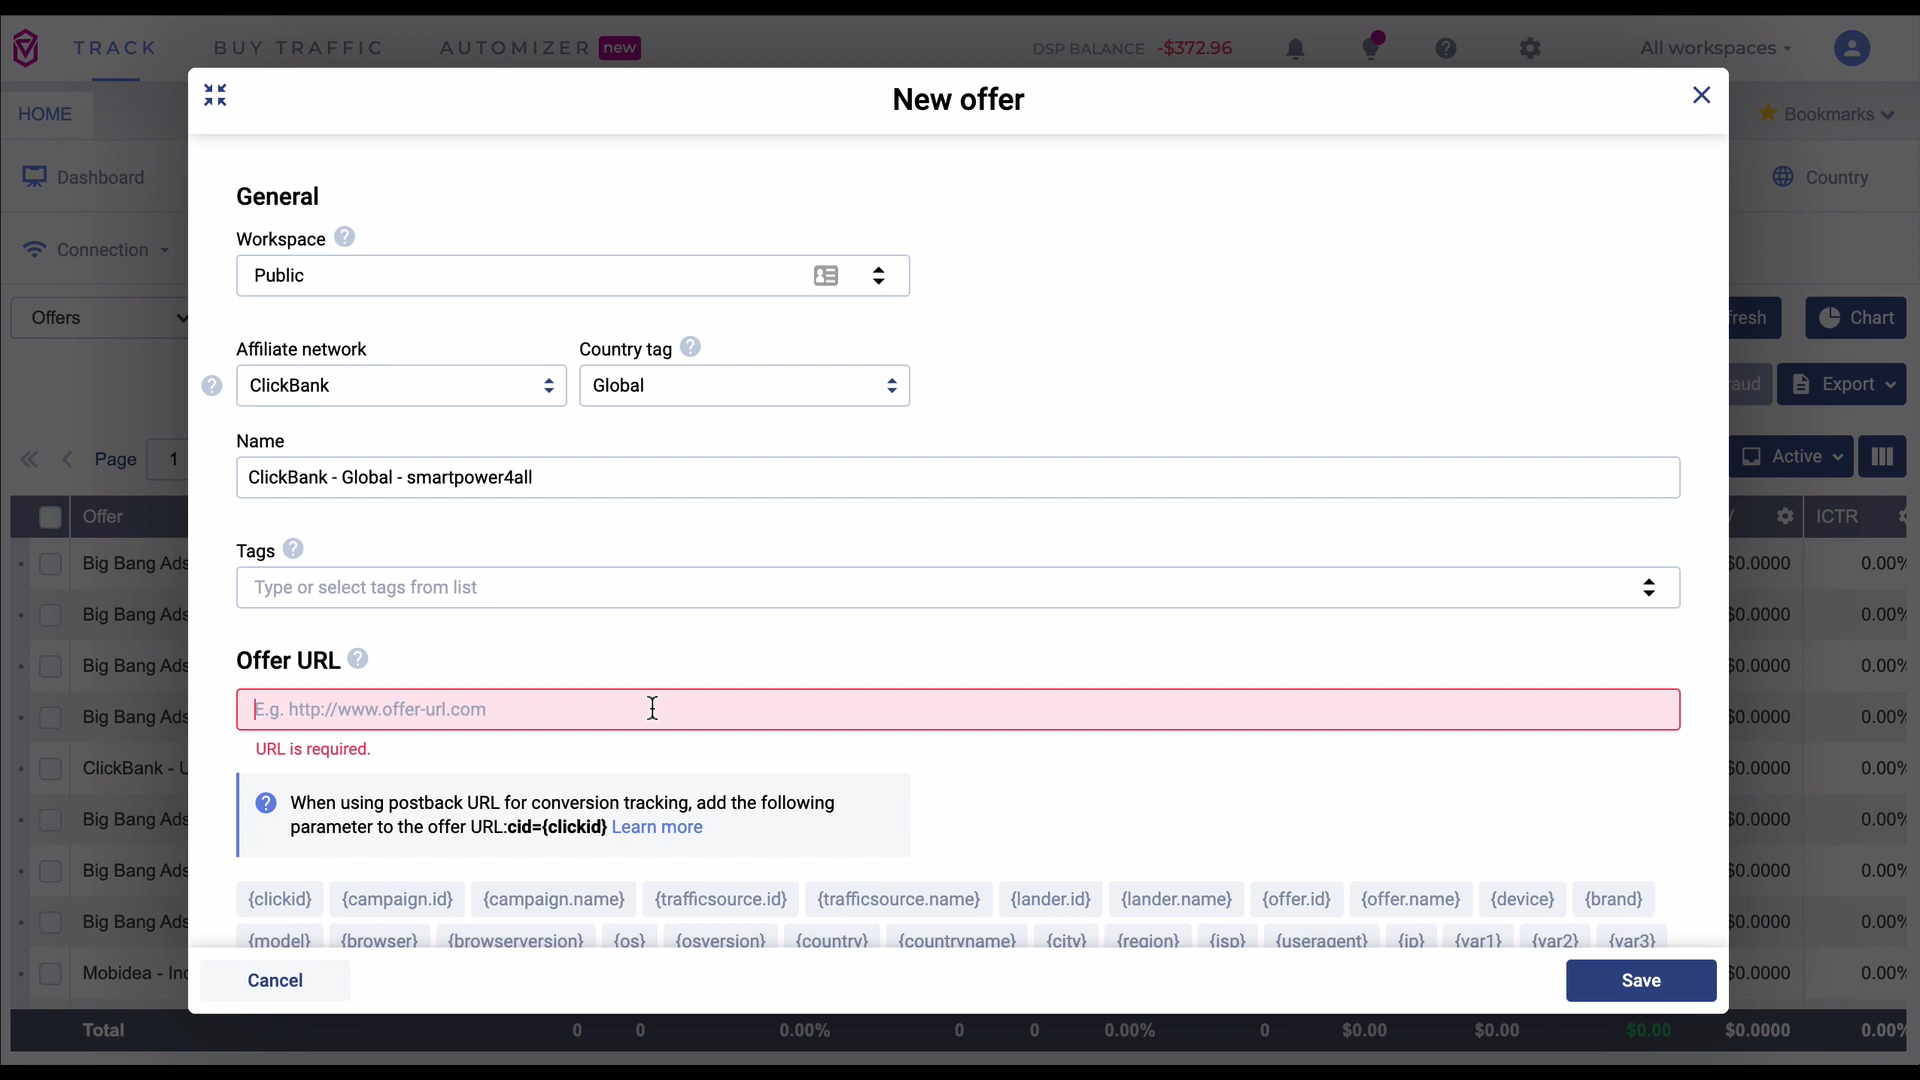 TRACK BUY TRAFFIC AUTOMIZER new DSP BALANCE -$372.96 All workspaces
New offer
HOME Bookmarks
Dashboard Country
General
Workspace
Connection
Public
Offers fresh Chart
Affiliate network Country tag
ClickBank Global
raud Export
Name
Page 1 Active
ClickBank - Global - smartpower4all
Offer ICTR
Tags
Big Bang Ads $0.0000 0.00%
Type or select tags from list
Big Bang Ads $0.0000 0.00%
Offer URL
Big Bang Ads $0.0000 0.00%
E.g. http://www.offer-url.com
Big Bang Ads $0.0000 0.00%
URL is required.
ClickBank - U $0.0000 0.00%
When using postback URL for conversion tracking, add the following
parameter to the offer URL:cid={clickid} Learn more
Big Bang Ads $0.0000 0.00%
Big Bang Ads $0.0000 0.00%
{clickid} {campaign.id} {campaign.name} {trafficsource.id} {trafficsource.name} {lander.id} {lander.name} {offer.id} {offer.name} {device} {brand}
Big Bang Ads $0.0000 0.00%
{model} {browser} {browserversion} {os} {osversion} {country} {countryname} {city} {region} {isp} {useragent} {ip} {var1} {var2} {var3}
Mobidea - Ind $0.0000 0.00%
Cancel Save
Total 0 0 0.00% 0 0 0.00% 0 $0.00 $0.00 $0.00 $0.0000 0.00%